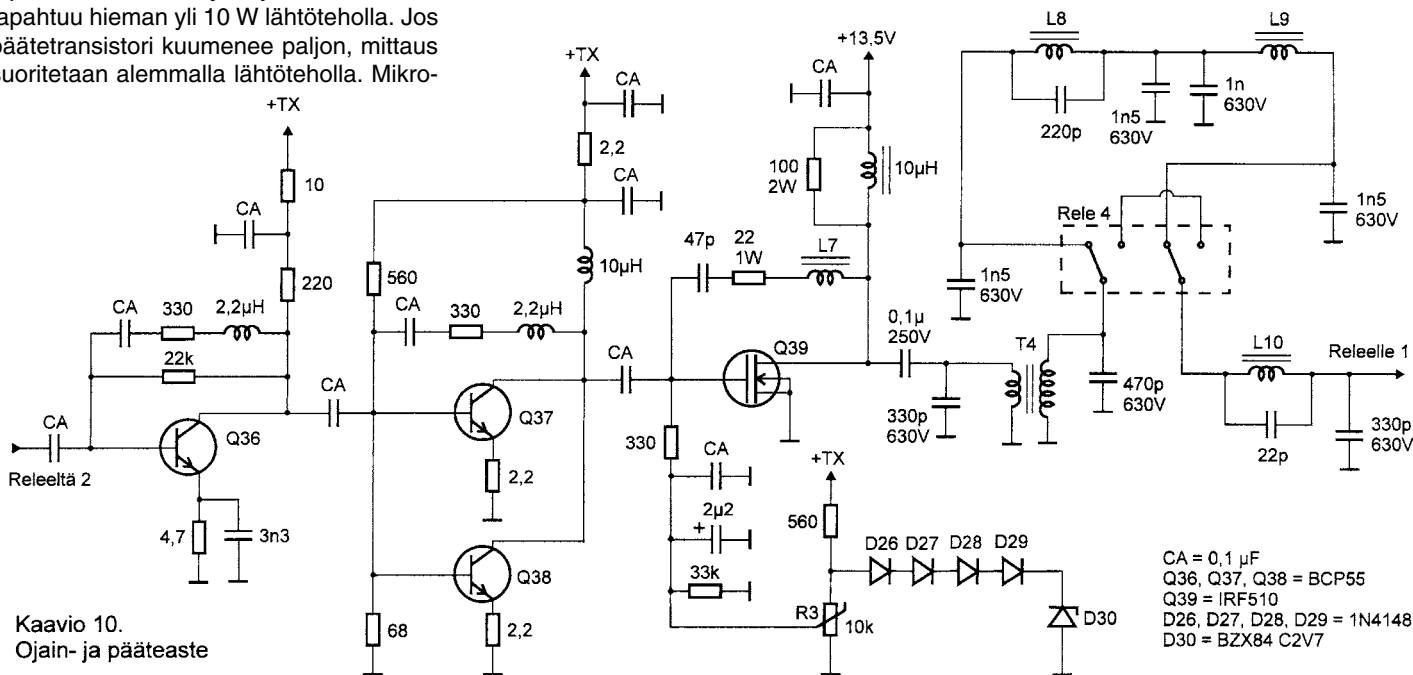 apahtuu hieman yli 10 W lähtöteholla. Jos
päätetransistori kuumenee paljon, mittaus
suoritetaan alemmalla lähtöteholla. Mikro-
+TX
10
CA
220
CA
330
2,2µH
22k
CA
Releeltä 2
Q36
4,7
3n3
CA
+TX
CA
2,2
CA
10µH
560
CA
330
2,2µH
Q37
2,2
Q38
2,2
68
CA
+13,5V
CA
100
2W
10µH
47p
22
1W
L7
Q39
330
CA
+
2µ2
33k
0,1µ
250V
330p
630V
T4
470p
630V
+TX
560
D26
D27
D28
D29
R3
10k
D30
L8
220p
1n5
630V
1n
630V
L9
1n5
630V
Rele 4
1n5
630V
L10
Releelle 1
22p
330p
630V
CA = 0,1 µF
Q36, Q37, Q38 = BCP55
Q39 = IRF510
D26, D27, D28, D29 = 1N4148
D30 = BZX84 C2V7
Kaavio 10.
Ojain- ja pääteaste